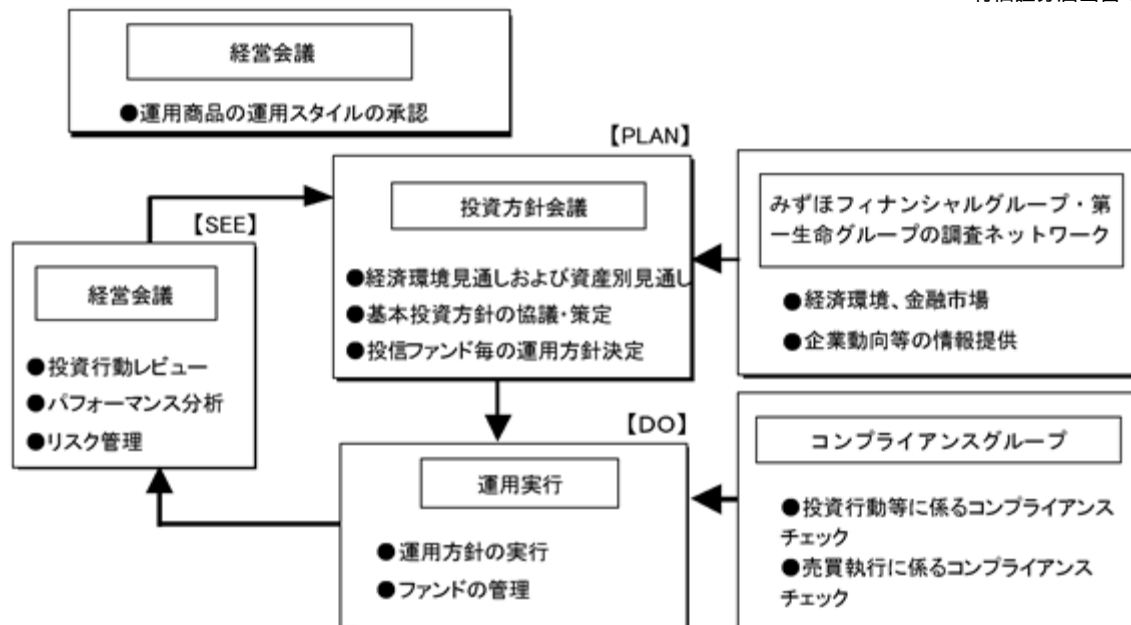 経営会議
●運用商品の運用スタイルの承認
【PLAN】
投資方針会議
●経済環境見通しおよび資産別見通し
●基本投資方針の協議・策定
●投信ファンド毎の運用方針決定
みずほフィナンシャルグループ・第
一生命グループの調査ネットワーク
●経済環境、金融市場
●企業動向等の情報提供
【SEE】
経営会議
●投資行動レビュー
●パフォーマンス分析
●リスク管理
【DO】
運用実行
●運用方針の実行
●ファンドの管理
コンプライアンスグループ
●投資行動等に係るコンプライアンス
チェック
●売買執行に係るコンプライアンス
チェック